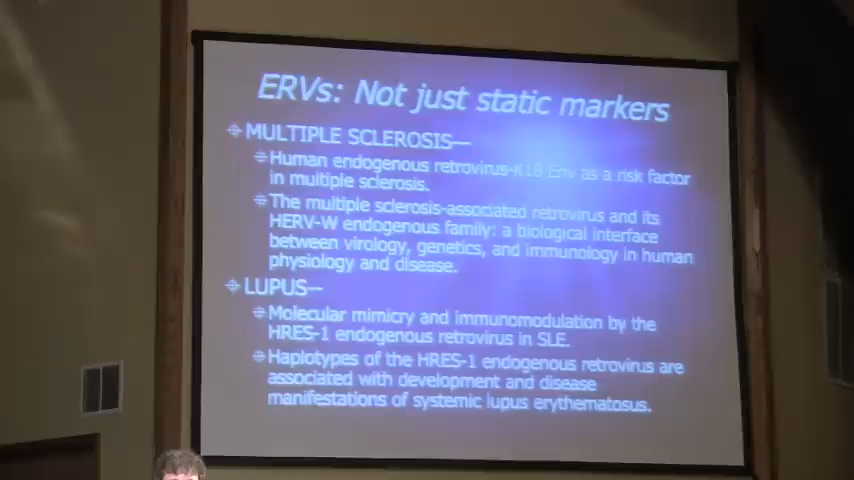 ERVs: Not just static markers
MULTIPLE SCLEROSIS—
Human endogenous retrovirus-K18 Env as a risk factor
in multiple sclerosis.
The multiple sclerosis-associated retrovirus and its
HERV-W endogenous family: a biological interface
between virology, genetics, and immunology in human
physiology and disease.
LUPUS—
Molecular mimicry and immunomodulation by the
HRES-1 endogenous retrovirus in SLE.
Haplotypes of the HRES-1 endogenous retrovirus are
associated with development and disease
manifestations of systemic lupus erythematosus.